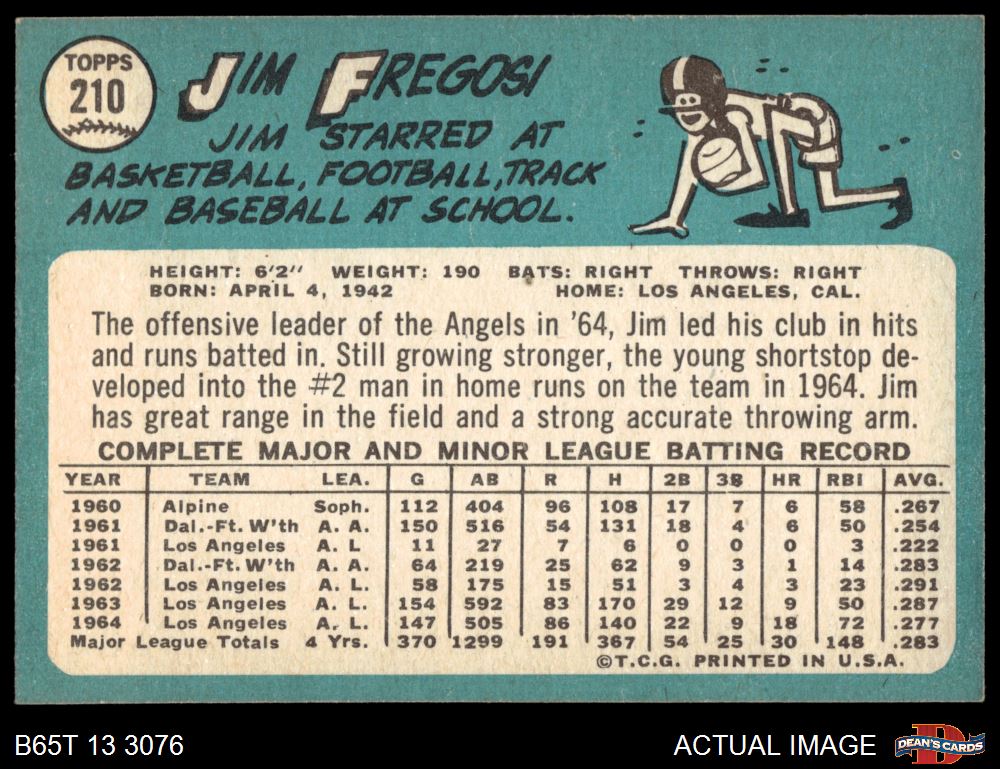 TOPPS
210
JIM FREGOSI
JIM STARRED AT
BASKETBALL, FOOTBALL, TRACK
AND BASEBALL AT SCHOOL.
HEIGHT: 6'2" WEIGHT: 190 BATS: RIGHT THROWS: RIGHT
BORN: APRIL 4, 1942 HOME: LOS ANGELES, CAL.
The offensive leader of the Angels in '64, Jim led his club in hits
and runs batted in. Still growing stronger, the young shortstop de-
veloped into the #2 man in home runs on the team in 1964. Jim
has great range in the field and a strong accurate throwing arm.
COMPLETE MAJOR AND MINOR LEAGUE BATTING RECORD
YEAR TEAM LEA. G AB R H 2B 3B HR RBI AVG.
1960 Alpine Soph. 112 404 96 108 17 7 6 58 .267
1961 Dal.-Ft. W'th A. A. 150 516 54 131 18 4 6 50 .254
1961 Los Angeles A. L 11 27 7 6 0 0 0 3 .222
1962 Dal.-Ft. W'th A. A. 64 219 25 62 9 3 1 14 .283
1962 Los Angeles A. L. 58 175 15 51 3 4 3 23 .291
1963 Los Angeles A. L. 154 592 83 170 29 12 9 50 .287
1964 Los Angeles A. L. 147 505 86 140 22 9 18 72 .277
Major League Totals 4 Yrs. 370 1299 191 367 54 25 30 148 .283
©T.C.G. PRINTED IN U.S.A.
B65T 13 3076 ACTUAL IMAGE D DEAN'S CARDS